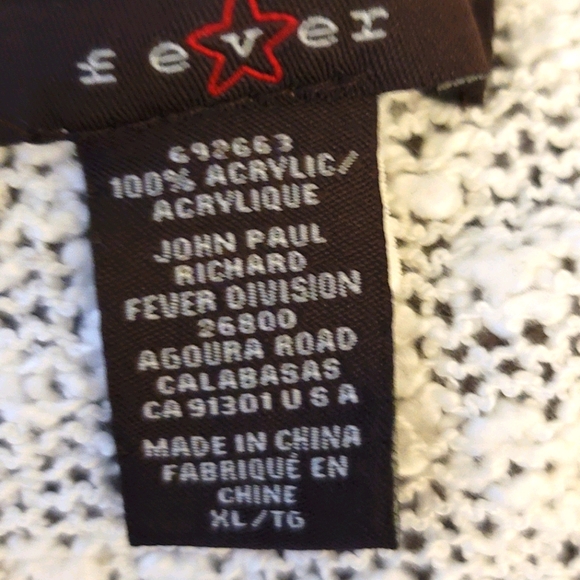 fever
692663
100% ACRYLIC/
ACRYLIQUE
JOHN PAUL
RICHARD
FEVER DIVISION
26800
AGOURA ROAD
CALABASAS
CA 91301 U S A
MADE IN CHINA
FABRIQUÉ EN
CHINE
XL/TG